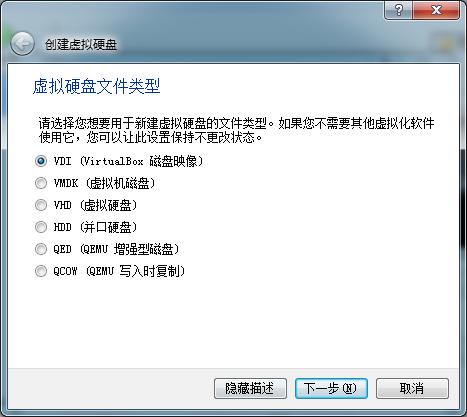 创建虚拟硬盘
虚拟硬盘文件类型
请选择您想要用于新建虚拟硬盘的文件类型。如果您不需要其他虚拟化软件
使用它，您可以让此设置保持不更改状态。
VDI (VirtualBox 磁盘映像)
VMDK (虚拟机磁盘)
VHD (虚拟硬盘)
HDD (并口硬盘)
QED (QEMU 增强型磁盘)
QCOW (QEMU 写入时复制)
隐藏描述 下一步(N) 取消